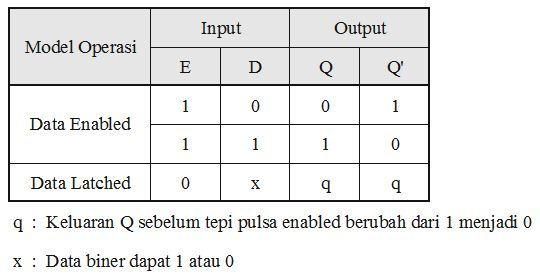 Model Operasi Input Output
E D Q Q'
Data Enabled 1 0 0 1
1 1 1 0
Data Latched 0 x q q
q : Keluaran Q sebelum tepi pulsa enabled berubah dari 1 menjadi 0
x : Data biner dapat 1 atau 0